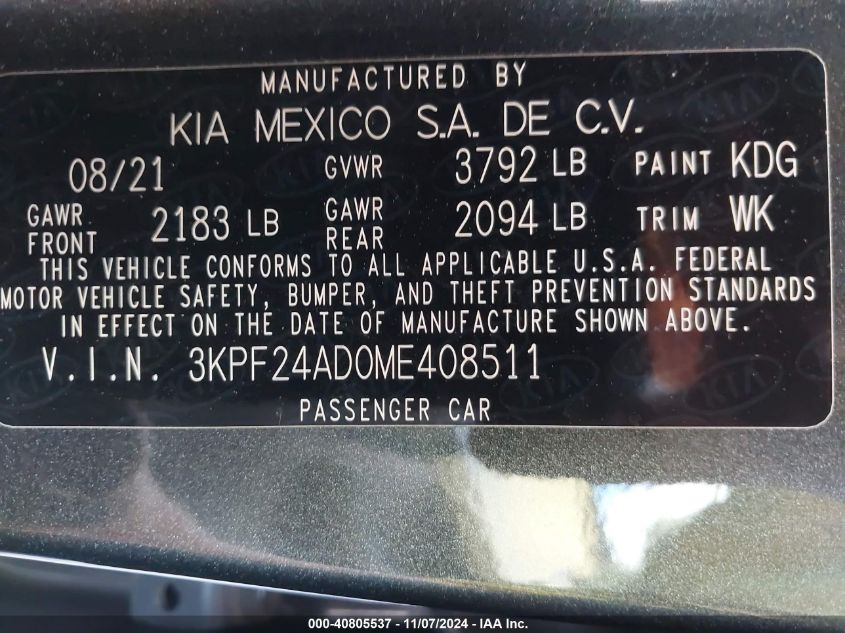 MANUFACTURED BY
KIA MEXICO S.A. DE C.V.
08/21 GVWR 3792 LB PAINT KDG
GAWR FRONT 2183 LB GAWR REAR 2094 LB TRIM WK
THIS VEHICLE CONFORMS TO ALL APPLICABLE U.S.A. FEDERAL
MOTOR VEHICLE SAFETY, BUMPER, AND THEFT PREVENTION STANDARDS
IN EFFECT ON THE DATE OF MANUFACTURE SHOWN ABOVE.
V.I.N. 3KPF24AD0ME408511
PASSENGER CAR
000-40805537 - 11/07/2024 - IAA Inc.